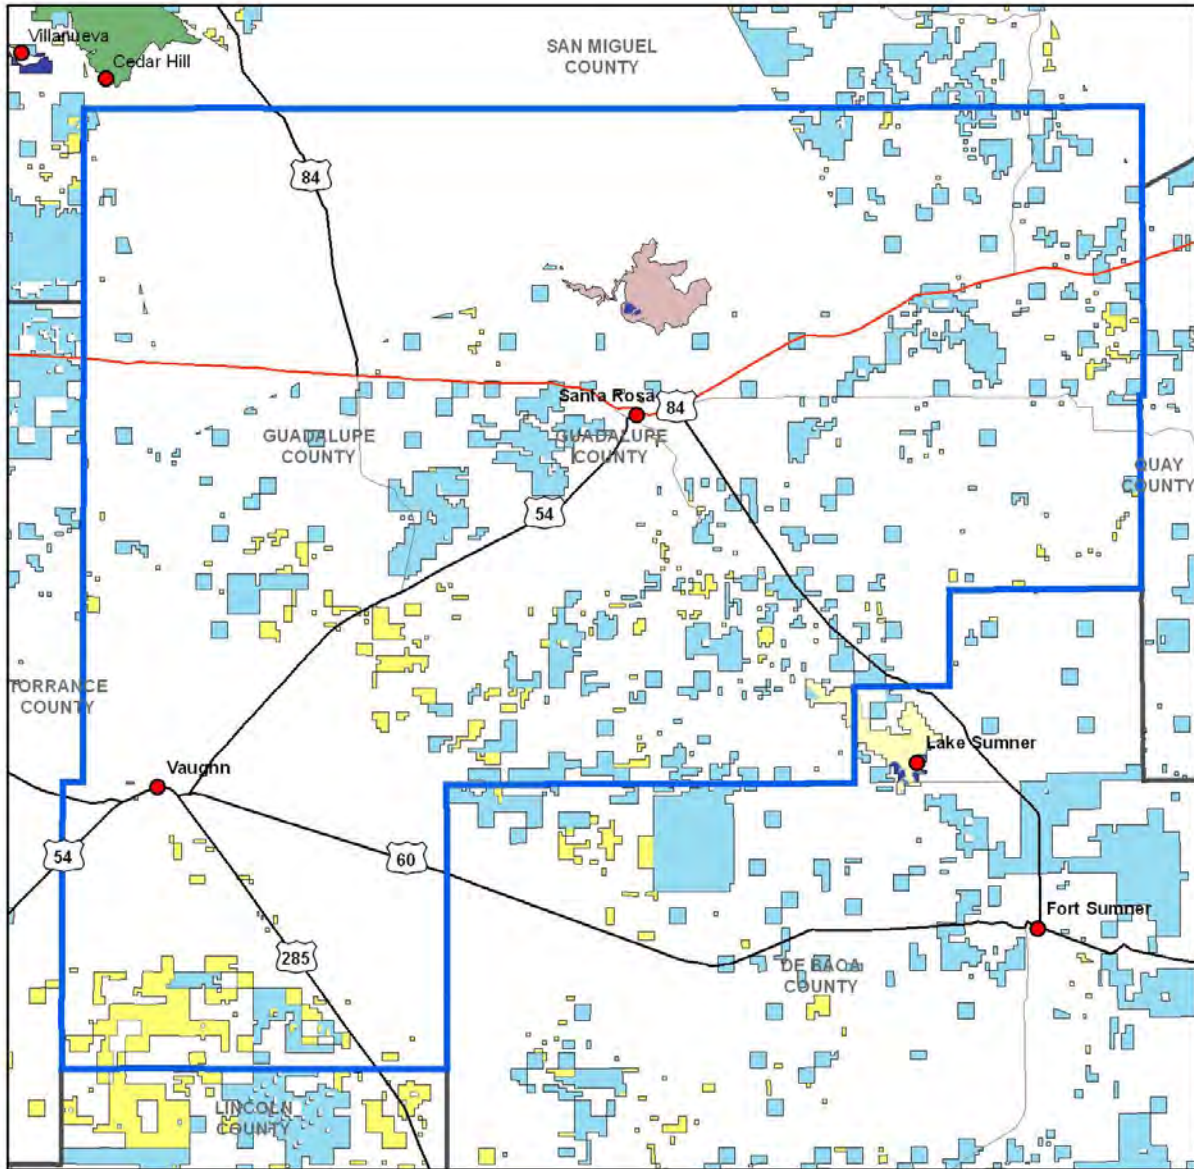 Villanueva
Cedar Hill
SAN MIGUEL
COUNTY
84
Santa Rosa
84
GUADALUPE
COUNTY
GUADALUPE
COUNTY
QUAY
COUNTY
54
TORRANCE
COUNTY
Lake Sumner
Vaughn
54
60
Fort Sumner
285
DE BACA
COUNTY
LINCOLN
COUNTY